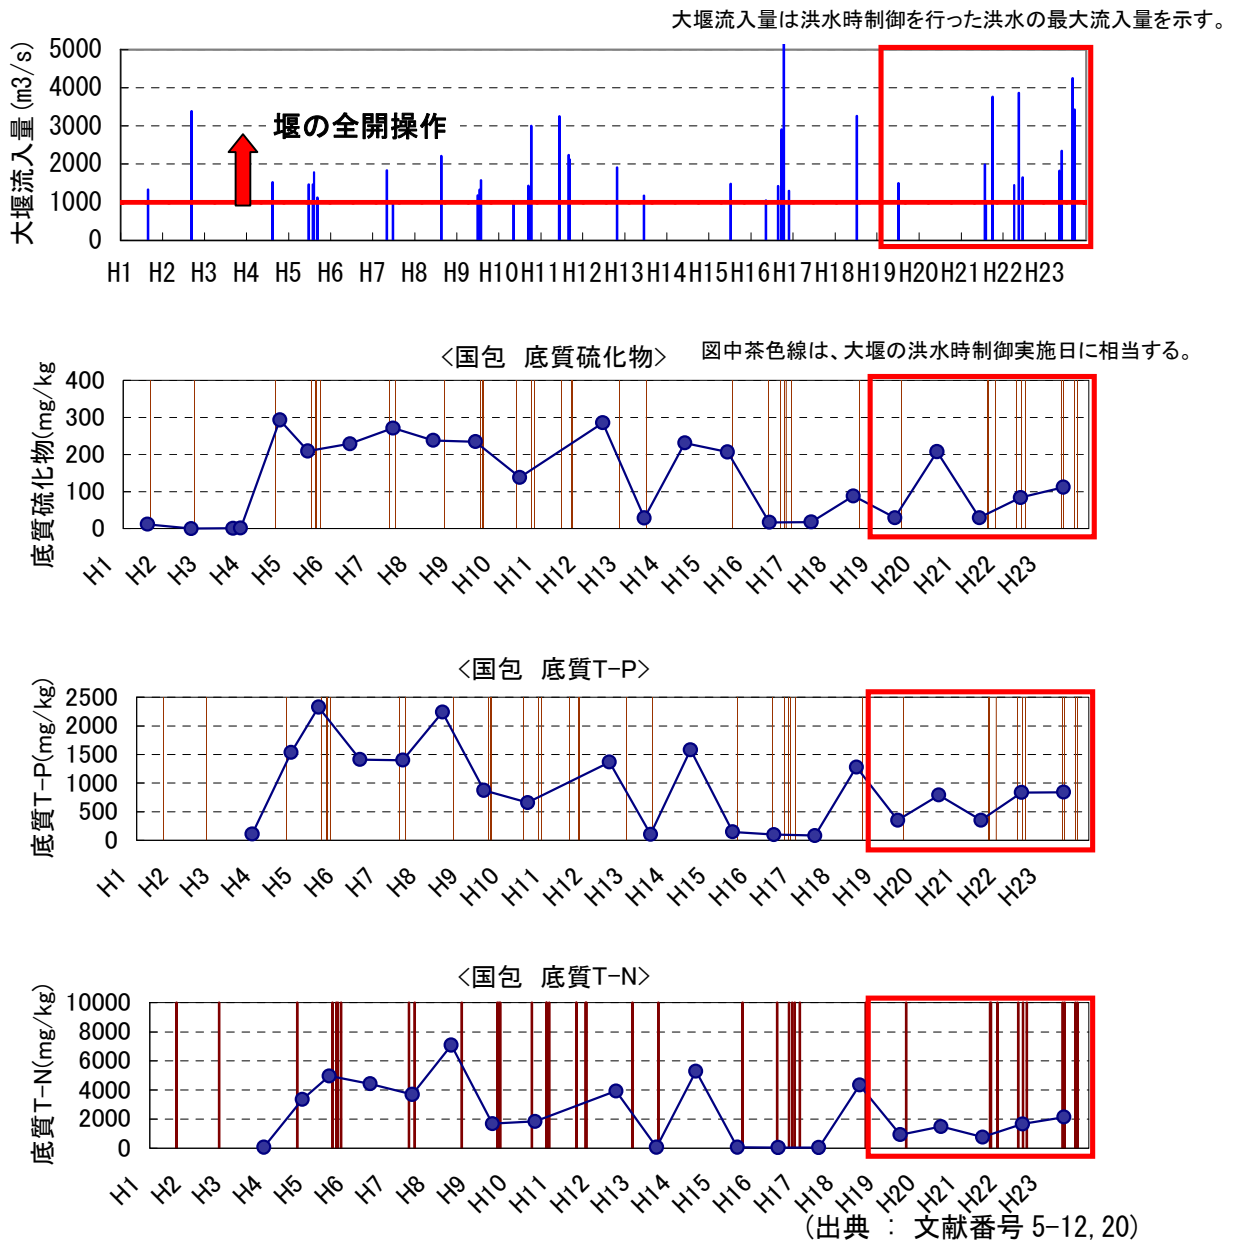 大堰流入量は洪水時制御を行った洪水の最大流入量を示す。
大堰流入量(m3/s)
5000
4000
3000
2000
1000
0
堰の全開操作
H1 H2 H3 H4 H5 H6 H7 H8 H9 H10 H11 H12 H13 H14 H15 H16 H17 H18 H19 H20 H21 H22 H23
<国包　底質硫化物>
図中茶色線は、大堰の洪水時制御実施日に相当する。
底質硫化物(mg/kg
400
300
200
100
0
H1 H2 H3 H4 H5 H6 H7 H8 H9 H10 H11 H12 H13 H14 H15 H16 H17 H18 H19 H20 H21 H22 H23
<国包　底質T-P>
底質T-P(mg/kg)
2500
2000
1500
1000
500
0
H1 H2 H3 H4 H5 H6 H7 H8 H9 H10 H11 H12 H13 H14 H15 H16 H17 H18 H19 H20 H21 H22 H23
<国包　底質T-N>
底質T-N(mg/kg)
10000
8000
6000
4000
2000
0
H1 H2 H3 H4 H5 H6 H7 H8 H9 H10 H11 H12 H13 H14 H15 H16 H17 H18 H19 H20 H21 H22 H23
(出典 : 文献番号 5-12,20)